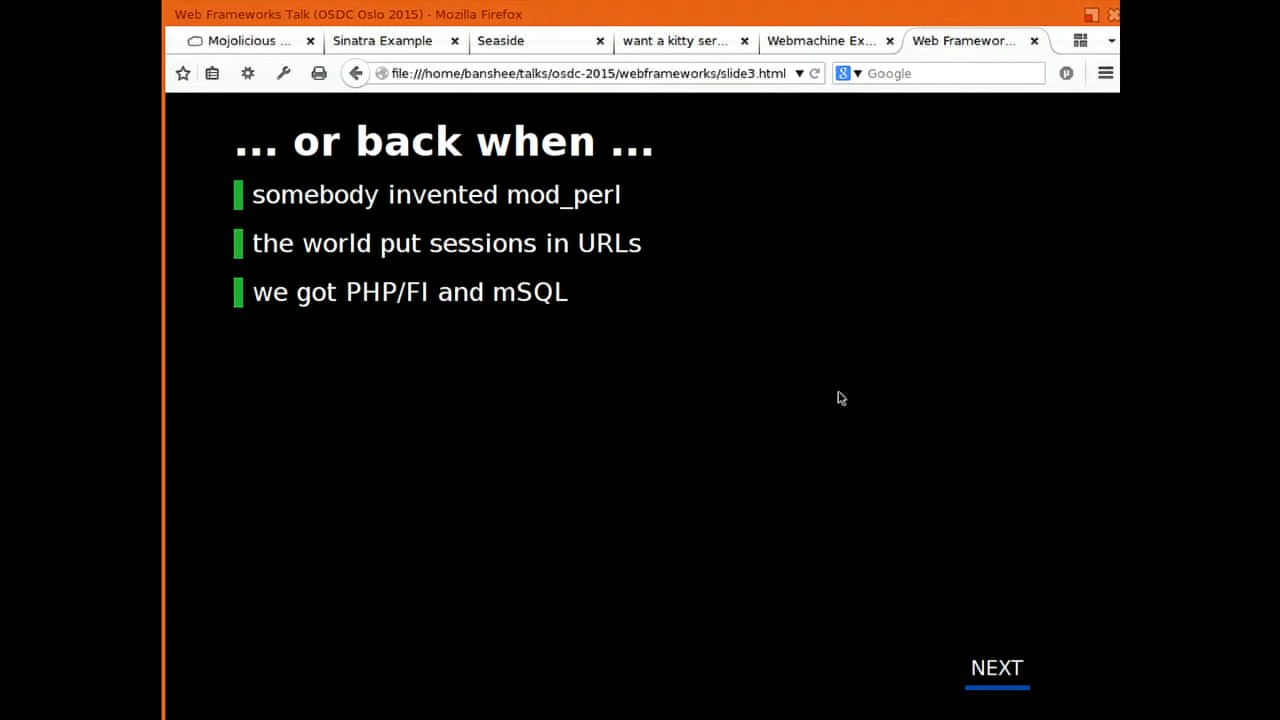 Web Frameworks Talk (OSDC Oslo 2015) - Mozilla Firefox
Mojolicious ... Sinatra Example Seaside want a kitty ser... Webmachine Ex... Web Framewor...
file:///home/banshee/talks/osdc-2015/webframeworks/slide3.html Google
... or back when ...
somebody invented mod_perl
the world put sessions in URLs
we got PHP/FI and mSQL
NEXT